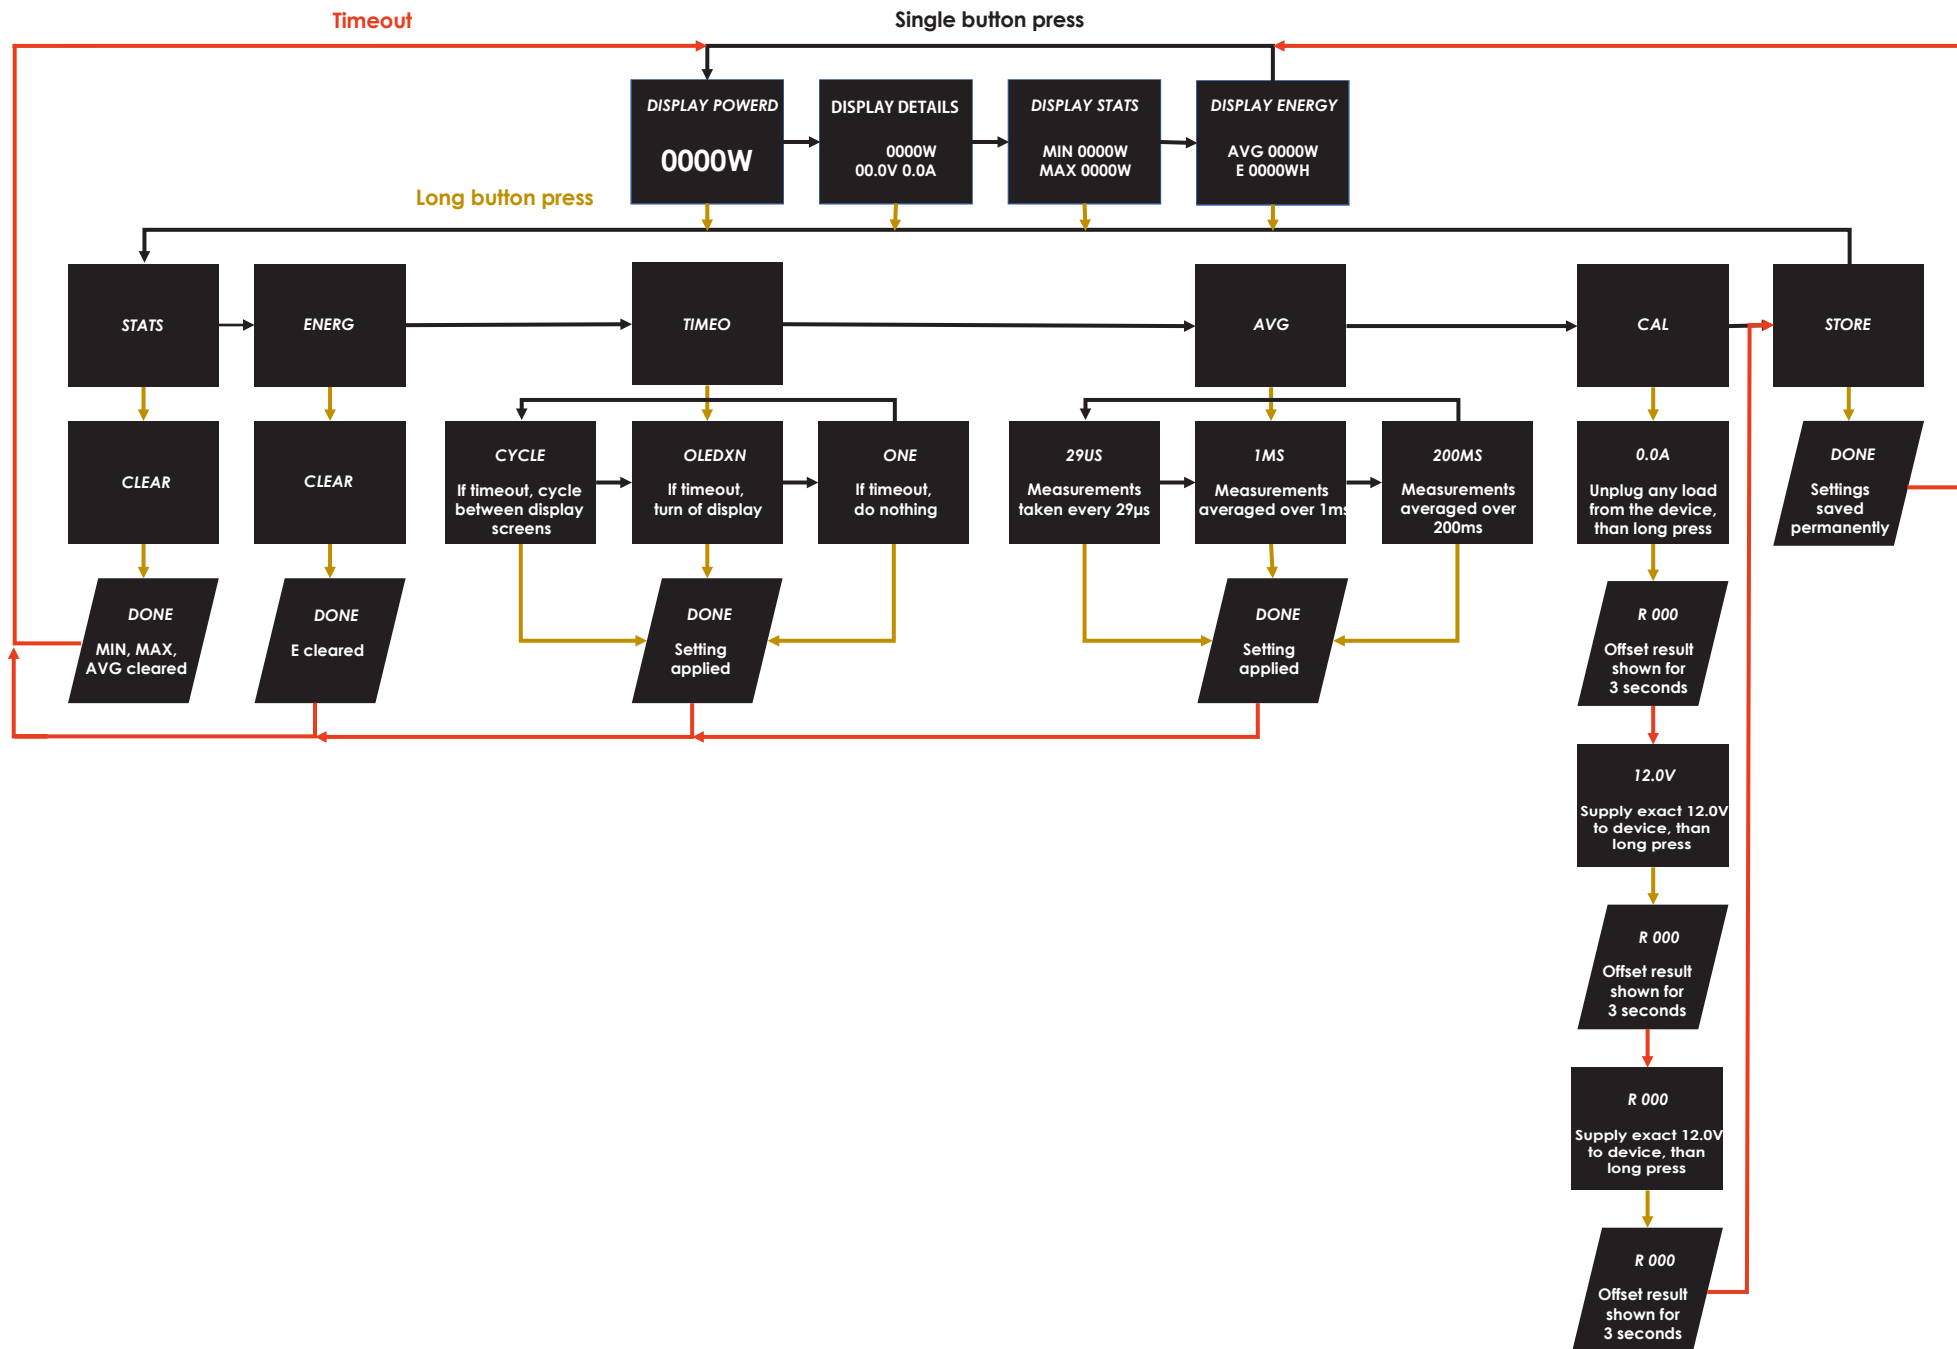 Timeout
Single button press
DISPLAY POWERD
0000W
DISPLAY DETAILS
0000W
00.0V 0.0A
DISPLAY STATS
MIN 0000W
MAX 0000W
DISPLAY ENERGY
AVG 0000W
E 0000WH
Long button press
STATS
ENERG
TIMEO
AVG
CAL
STORE
CLEAR
CLEAR
CYCLE
If timeout, cycle
between display
screens
OLEDXN
If timeout,
turn of display
ONE
If timeout,
do nothing
29US
Measurements
taken every 29µs
1MS
Measurements
averaged over 1ms
200MS
Measurements
averaged over
200ms
0.0A
Unplug any load
from the device,
than long press
DONE
Settings
saved
permanently
DONE
MIN, MAX,
AVG cleared
DONE
E cleared
DONE
Setting
applied
DONE
Setting
applied
R 000
Offset result
shown for
3 seconds
12.0V
Supply exact 12.0V
to device, than
long press
R 000
Offset result
shown for
3 seconds
R 000
Supply exact 12.0V
to device, than
long press
R 000
Offset result
shown for
3 seconds